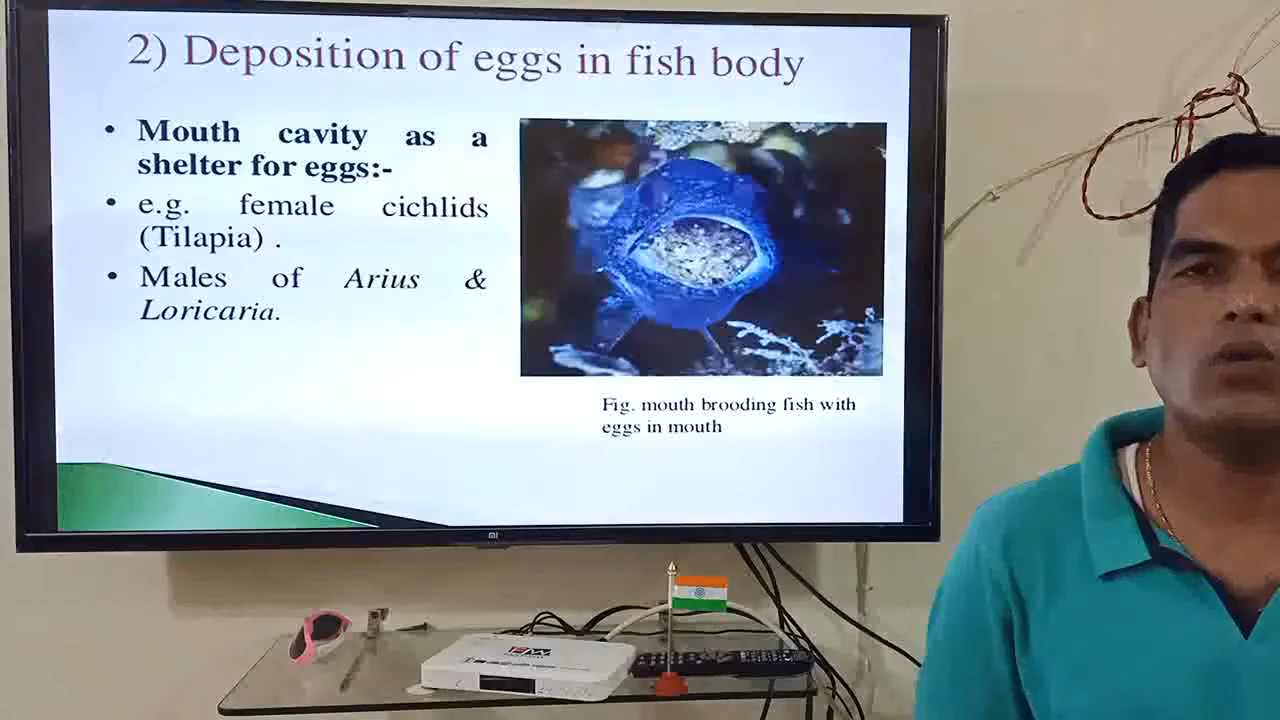 2) Deposition of eggs in fish body
• Mouth cavity as a
shelter for eggs:-
• e.g. female cichlids
(Tilapia) .
• Males of Arius &
Loricaria.
Fig. mouth brooding fish with
eggs in mouth
mi